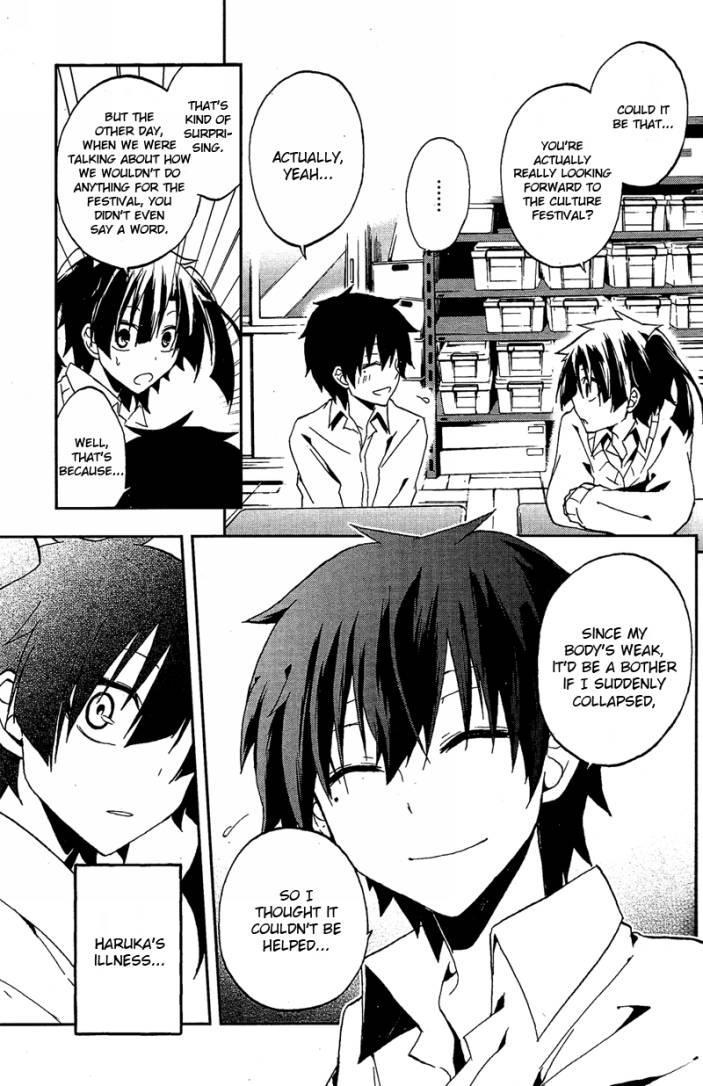 COULD IT
BE THAT...
YOU'RE
ACTUALLY
REALLY LOOKING
FORWARD TO
THE CULTURE
FESTIVAL?
......
ACTUALLY,
YEAH...
THAT'S
KIND OF
SURPRI-
SING.
BUT THE
OTHER DAY,
WHEN WE WERE
TALKING ABOUT HOW
WE WOULDN'T DO
ANYTHING FOR THE
FESTIVAL, YOU
DIDN'T EVEN
SAY A WORD.
WELL,
THAT'S
BECAUSE...
SINCE MY
BODY'S WEAK,
IT'D BE A BOTHER
IF I SUDDENLY
COLLAPSED,
SO I
THOUGHT IT
COULDN'T BE
HELPED...
HARUKA'S
ILLNESS...